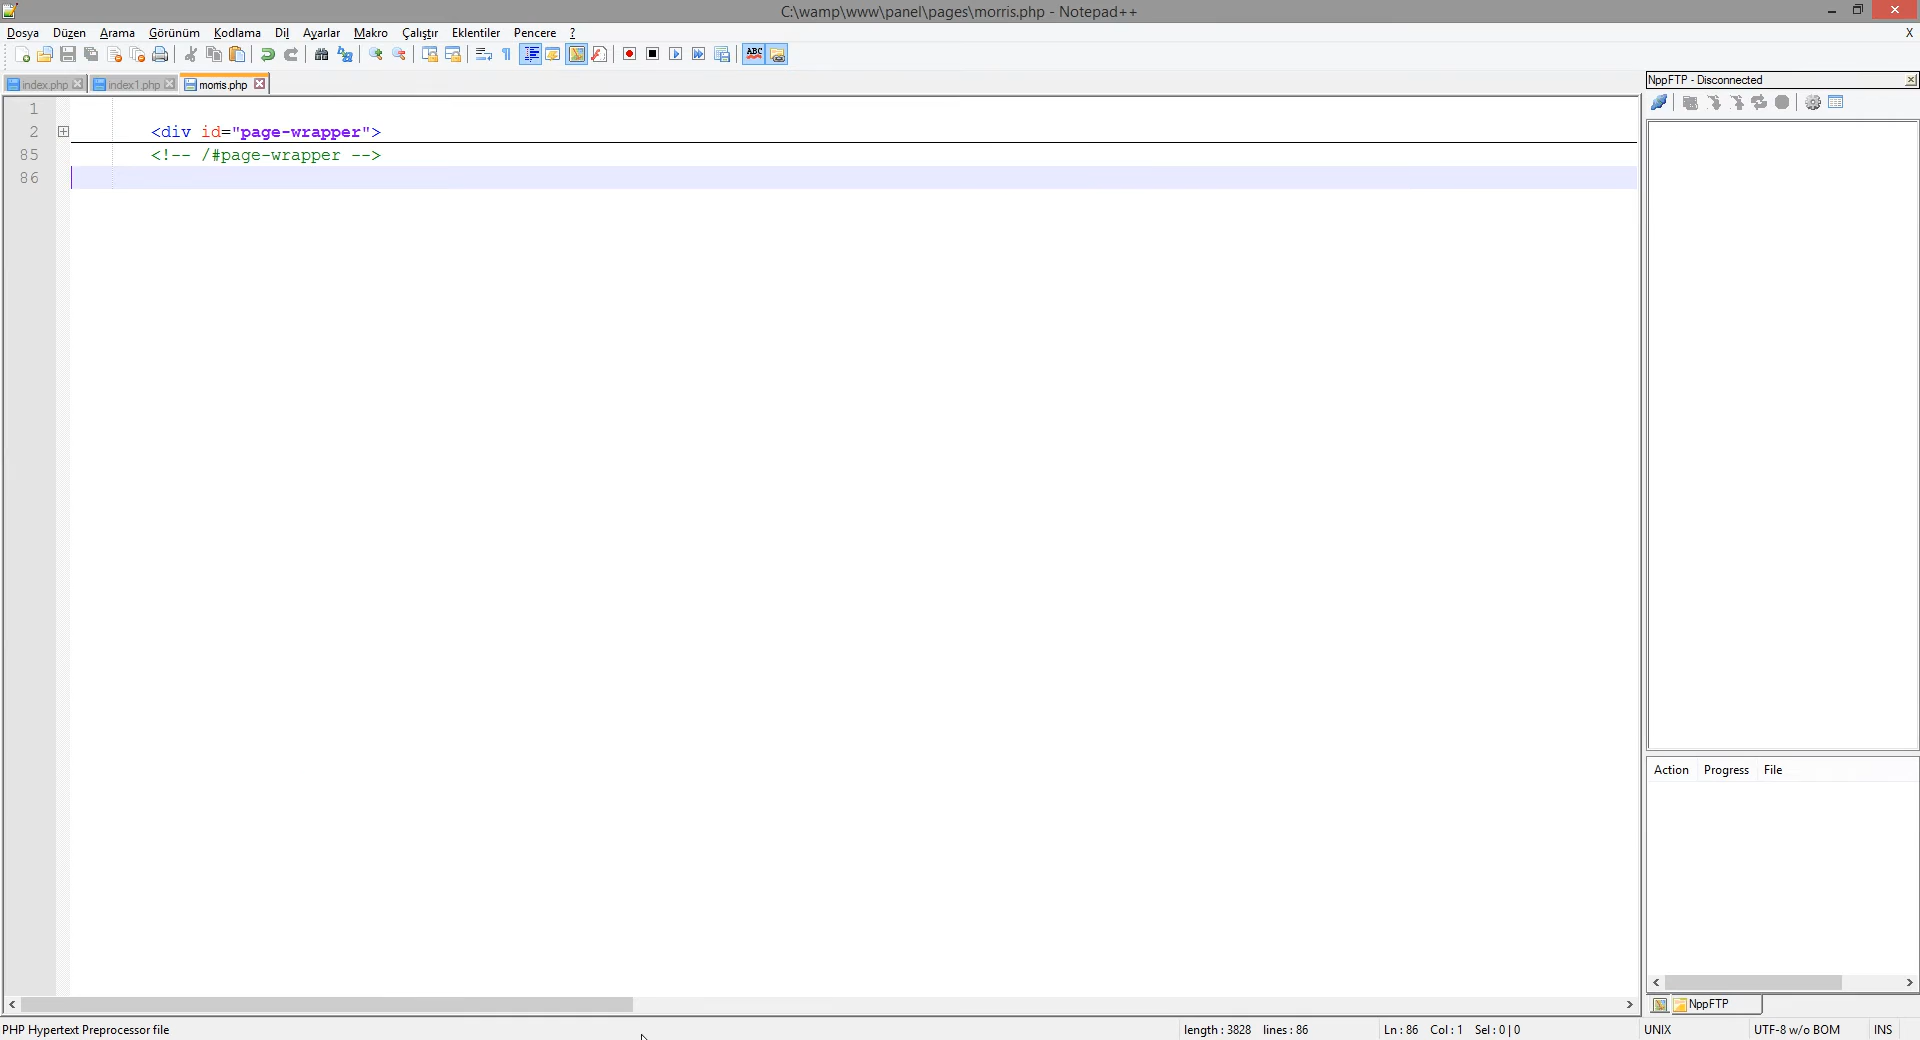 C:\wamp\www\panel\pages\morris.php - Notepad++
Dosya Düzen Arama Görünüm Kodlama Dil Ayarlar Makro Çalıştır Eklentiler Pencere ? X
ABC
index.php index1.php morris.php
NppFTP - Disconnected
1
2 <div id="page-wrapper">
85 <!-- /#page-wrapper -->
86
Action Progress File
NppFTP
PHP Hypertext Preprocessor file length : 3828 lines : 86 Ln : 86 Col : 1 Sel : 0 | 0 UNIX UTF-8 w/o BOM INS